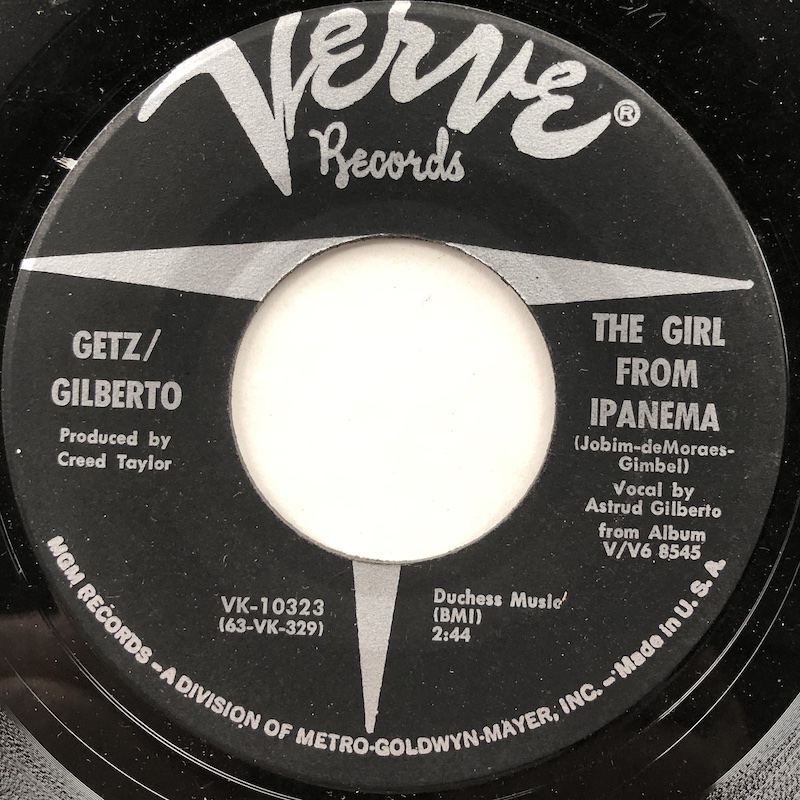 Verve®
Records
GETZ/
GILBERTO
Produced by
Creed Taylor
THE GIRL
FROM
IPANEMA
(Jobim-deMoraes-
Gimbel)
Vocal by
Astrud Gilberto
from Album
V/V6 8545
VK-10323
(63-VK-329)
Duchess Music
(BMI)
2:44
MGM RECORDS – A DIVISION OF METRO-GOLDWYN-MAYER, INC. – Made in U. S. A.